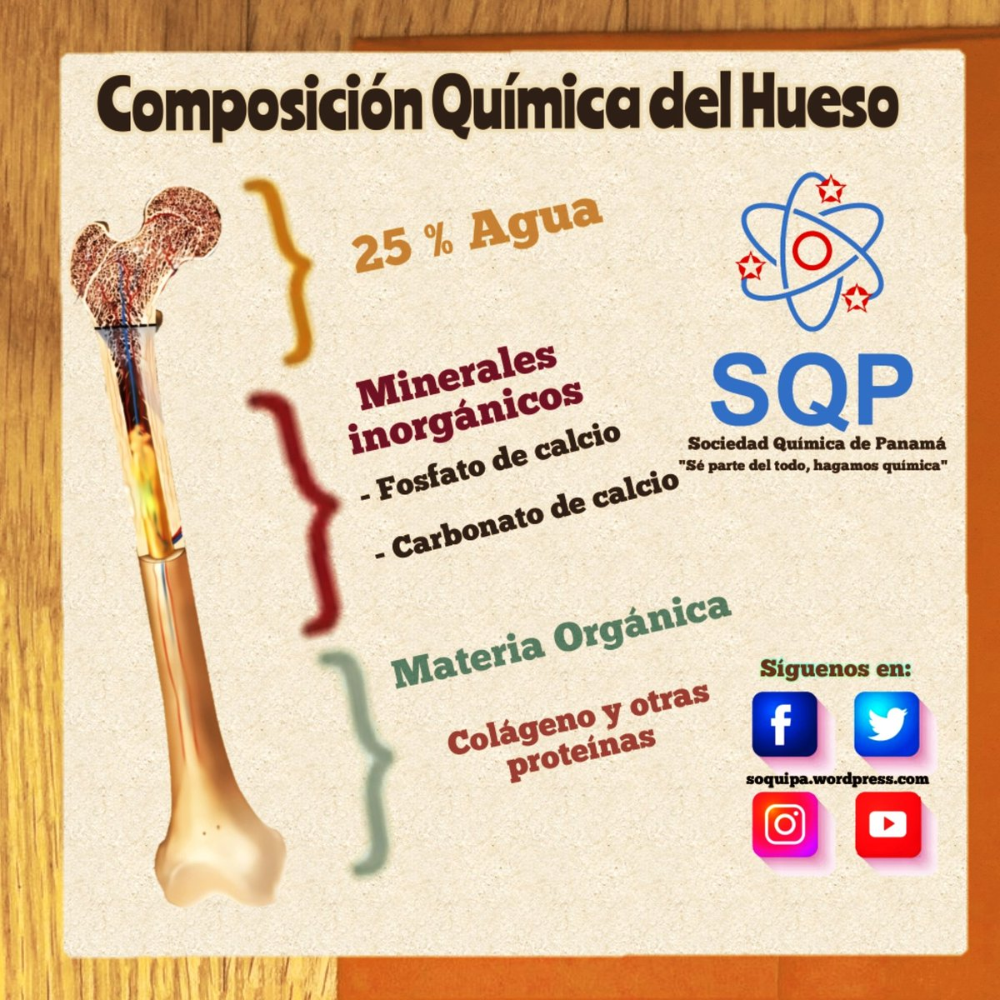 Composición Química del Hueso
25 % Agua
Minerales
inorgánicos
- Fosfato de calcio
- Carbonato de calcio
Materia Orgánica
Colágeno y otras
proteínas
SQP
Sociedad Química de Panamá
"Sé parte del todo, hagamos química"
Síguenos en:
soquipa.wordpress.com